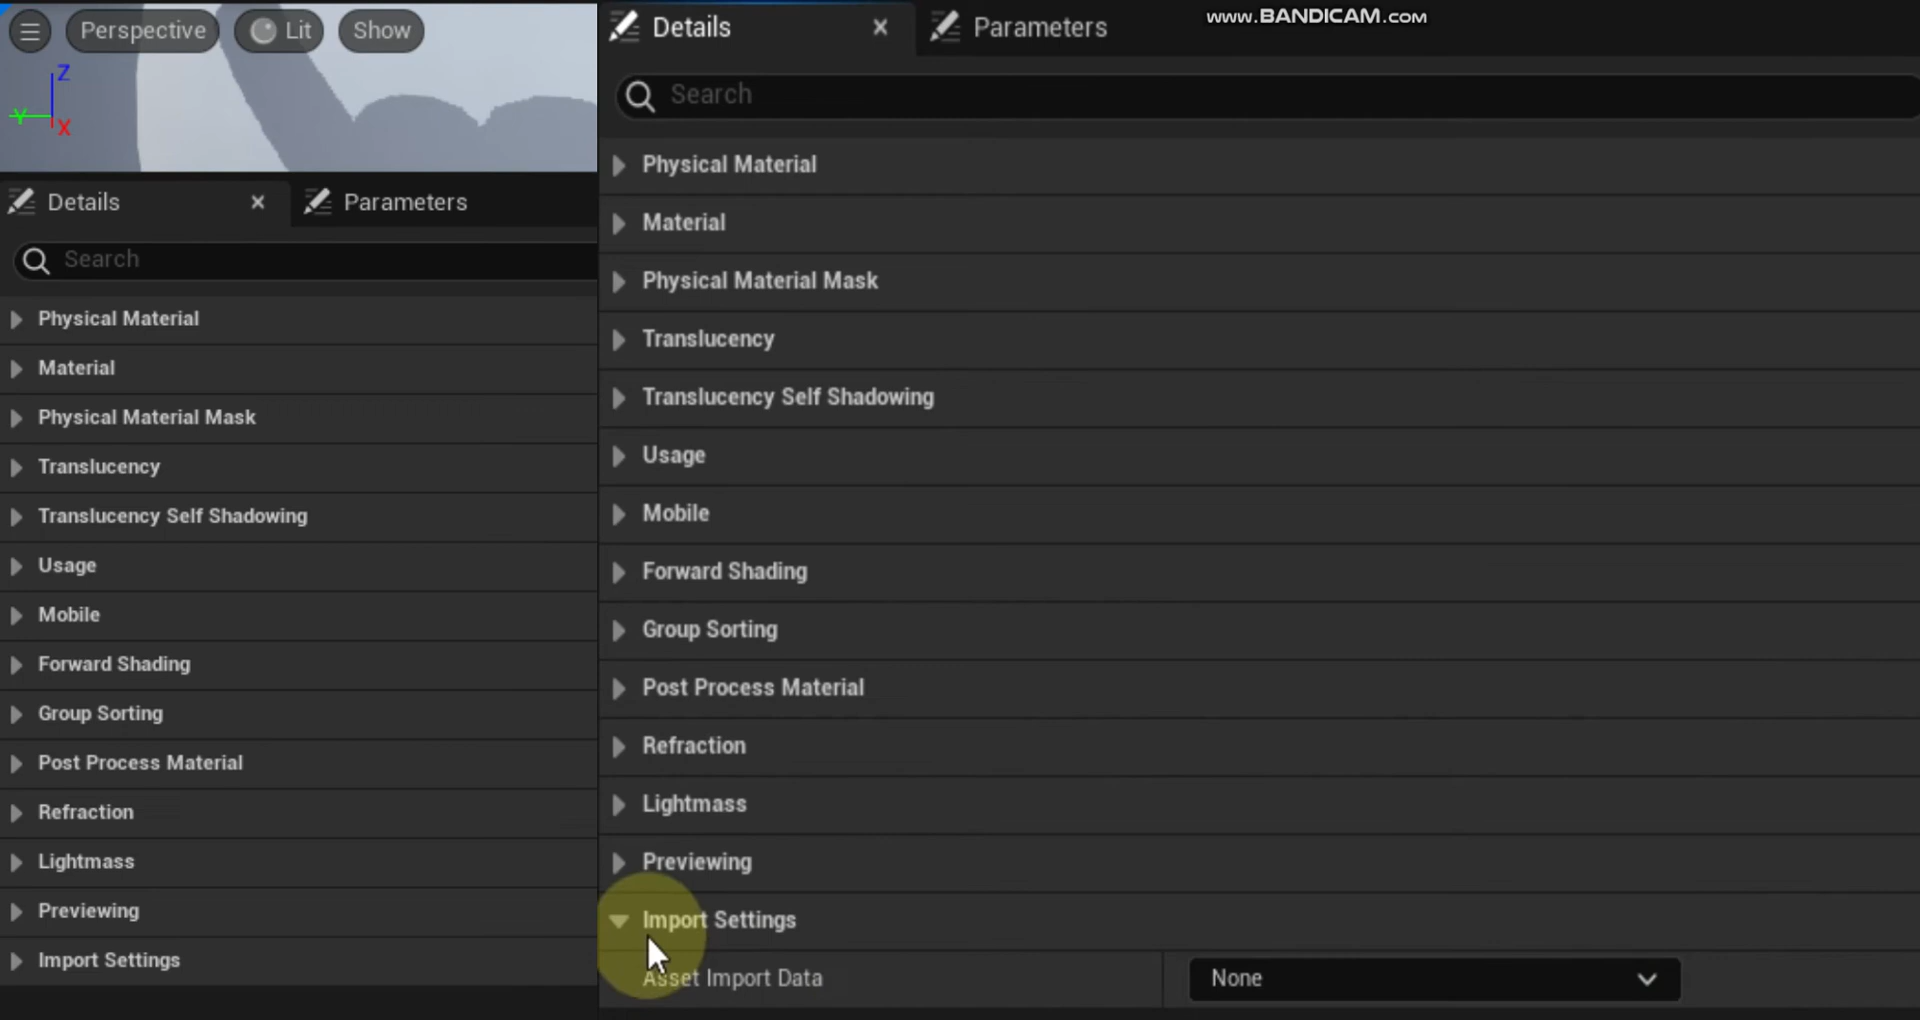 Perspective
Lit
Show
Z
Y
X
Details
Parameters
Search
Physical Material
Material
Physical Material Mask
Translucency
Translucency Self Shadowing
Usage
Mobile
Forward Shading
Group Sorting
Post Process Material
Refraction
Lightmass
Previewing
Import Settings
Details
Parameters
www.BANDICAM.com
Search
Physical Material
Material
Physical Material Mask
Translucency
Translucency Self Shadowing
Usage
Mobile
Forward Shading
Group Sorting
Post Process Material
Refraction
Lightmass
Previewing
Import Settings
Asset Import Data
None